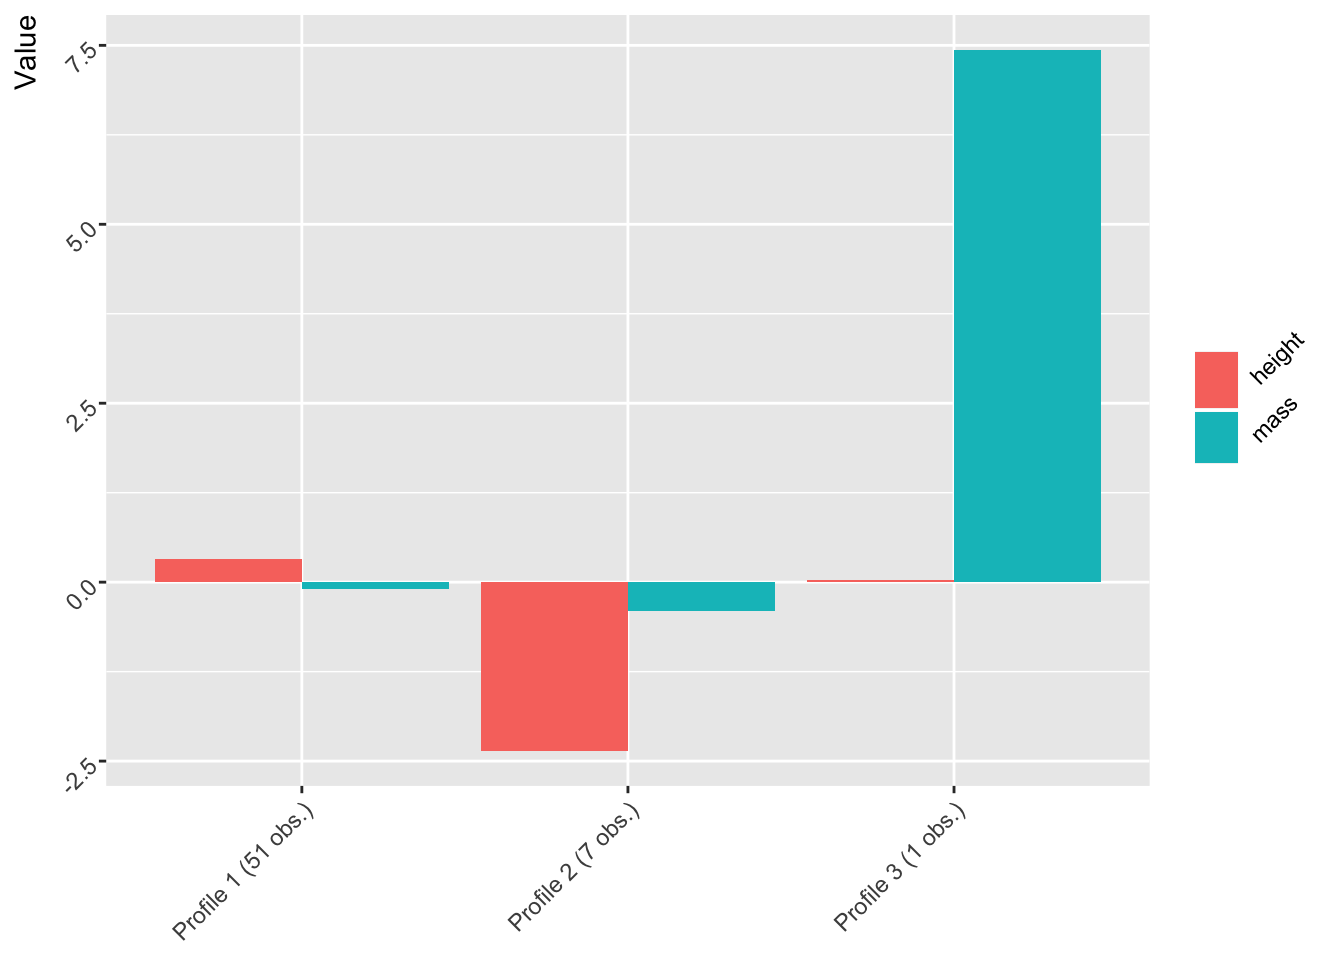 Value
7.5
5.0
2.5
0.0
-2.5
Profile 1 (51 obs.)
Profile 2 (7 obs.)
Profile 3 (1 obs.)
height
mass